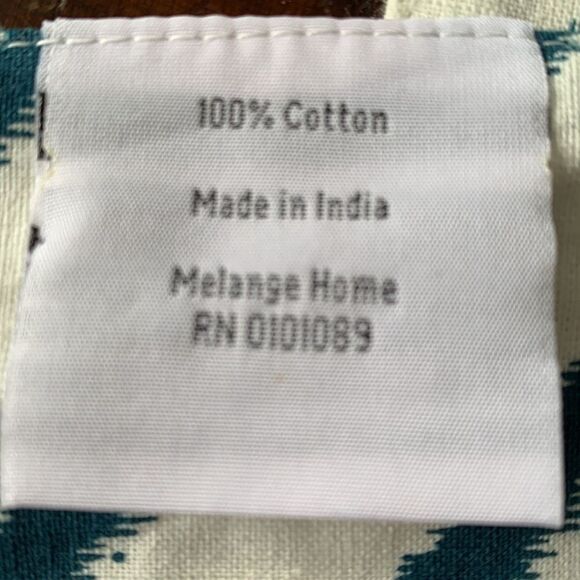 100% Cotton
Made in India
Melange Home
RN 0101089